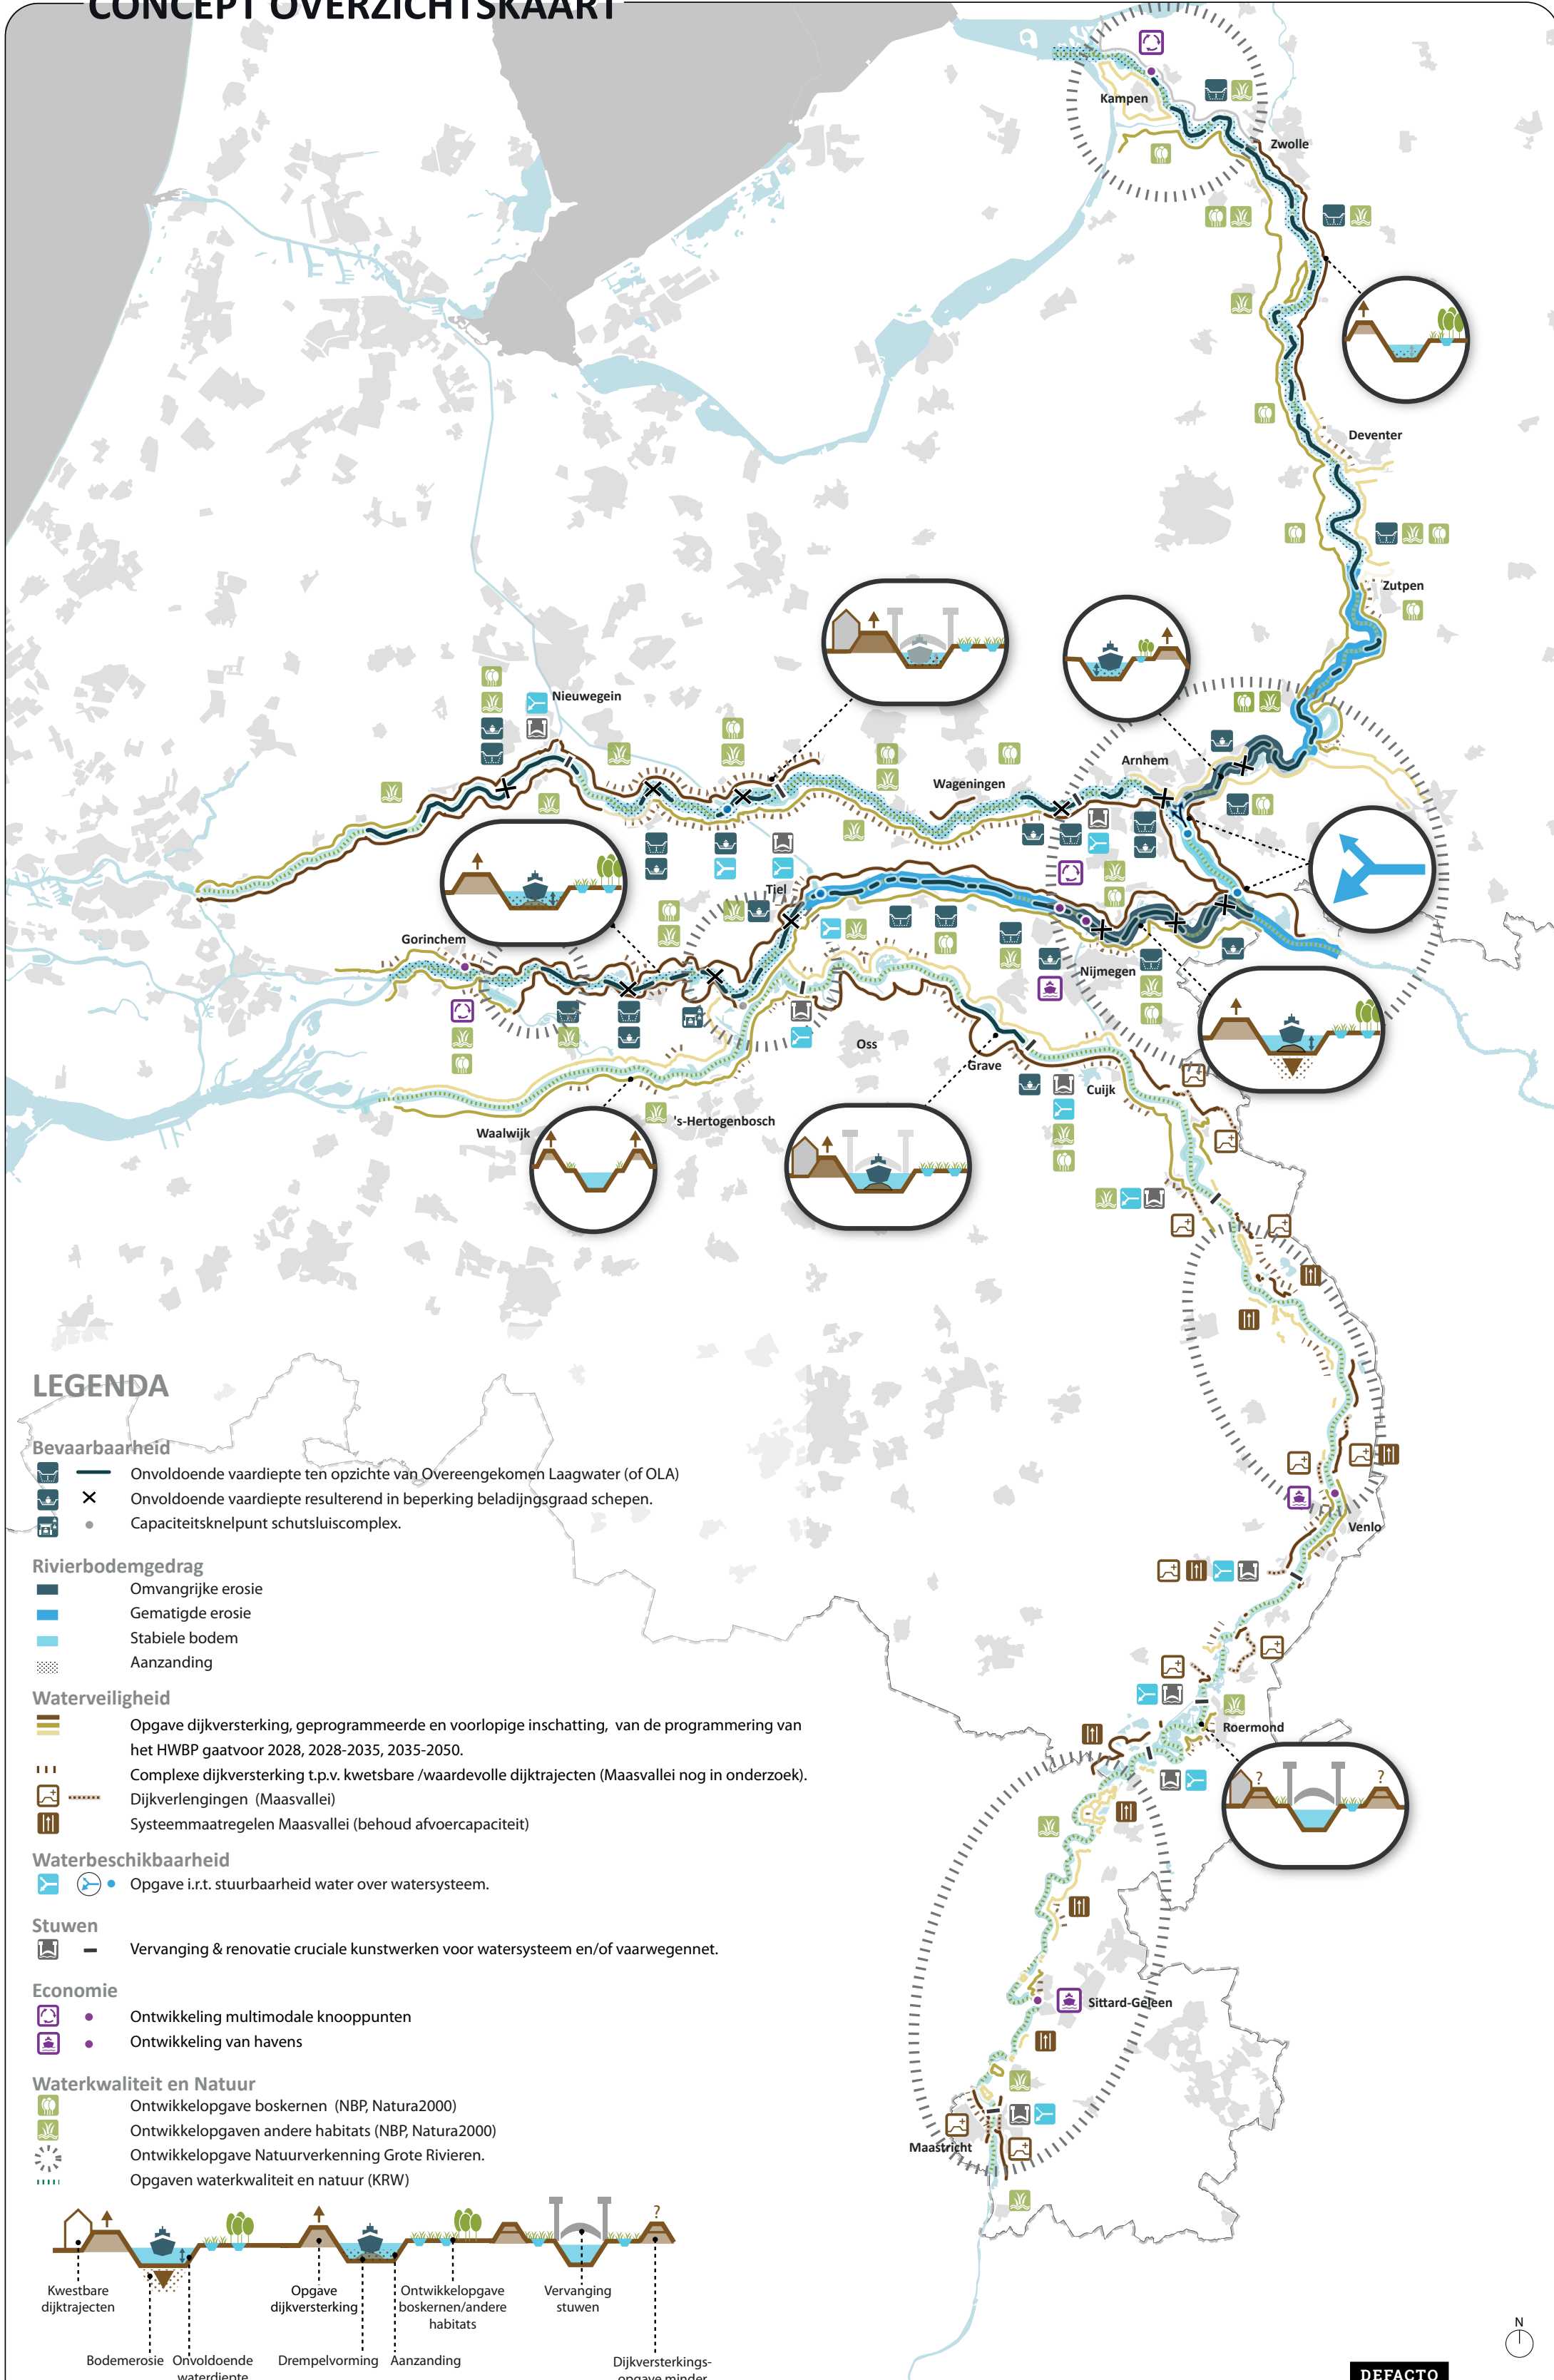 CONCEPT OVERZICHTSKAART
Kampen
Zwolle
Deventer
Zutpen
Nieuwegein
Arnhem
Wageningen
Tiel
Gorinchem
Nijmegen
Oss
Grave
Cuijk
's-Hertogenbosch
Waalwijk
Venlo
Roermond
Sittard-Geleen
Maastricht
LEGENDA
Bevaarbaarheid
Onvoldoende vaardiepte ten opzichte van Overeengekomen Laagwater (of OLA)
Onvoldoende vaardiepte resulterend in beperking beladijngsgraad schepen.
Capaciteitsknelpunt schutsluiscomplex.
Rivierbodemgedrag
Omvangrijke erosie
Gematigde erosie
Stabiele bodem
Aanzanding
Waterveiligheid
Opgave dijkversterking, geprogrammeerde en voorlopige inschatting, van de programmering van
het HWBP gaatvoor 2028, 2028-2035, 2035-2050.
Complexe dijkversterking t.p.v. kwetsbare /waardevolle dijktrajecten (Maasvallei nog in onderzoek).
Dijkverlengingen (Maasvallei)
Systeemmaatregelen Maasvallei (behoud afvoercapaciteit)
Waterbeschikbaarheid
Opgave i.r.t. stuurbaarheid water over watersysteem.
Stuwen
Vervanging & renovatie cruciale kunstwerken voor watersysteem en/of vaarwegennet.
Economie
Ontwikkeling multimodale knooppunten
Ontwikkeling van havens
Waterkwaliteit en Natuur
Ontwikkelopgave boskernen (NBP, Natura2000)
Ontwikkelopgaven andere habitats (NBP, Natura2000)
Ontwikkelopgave Natuurverkenning Grote Rivieren.
Opgaven waterkwaliteit en natuur (KRW)
? ?
?
Kwestbare
dijktrajecten
Opgave
dijkversterking
Ontwikkelopgave
boskernen/andere
habitats
Vervanging
stuwen
Bodemerosie
Onvoldoende
waterdiepte
Drempelvorming
Aanzanding
Dijkversterkings-
opgave minder
N
DEFACTO